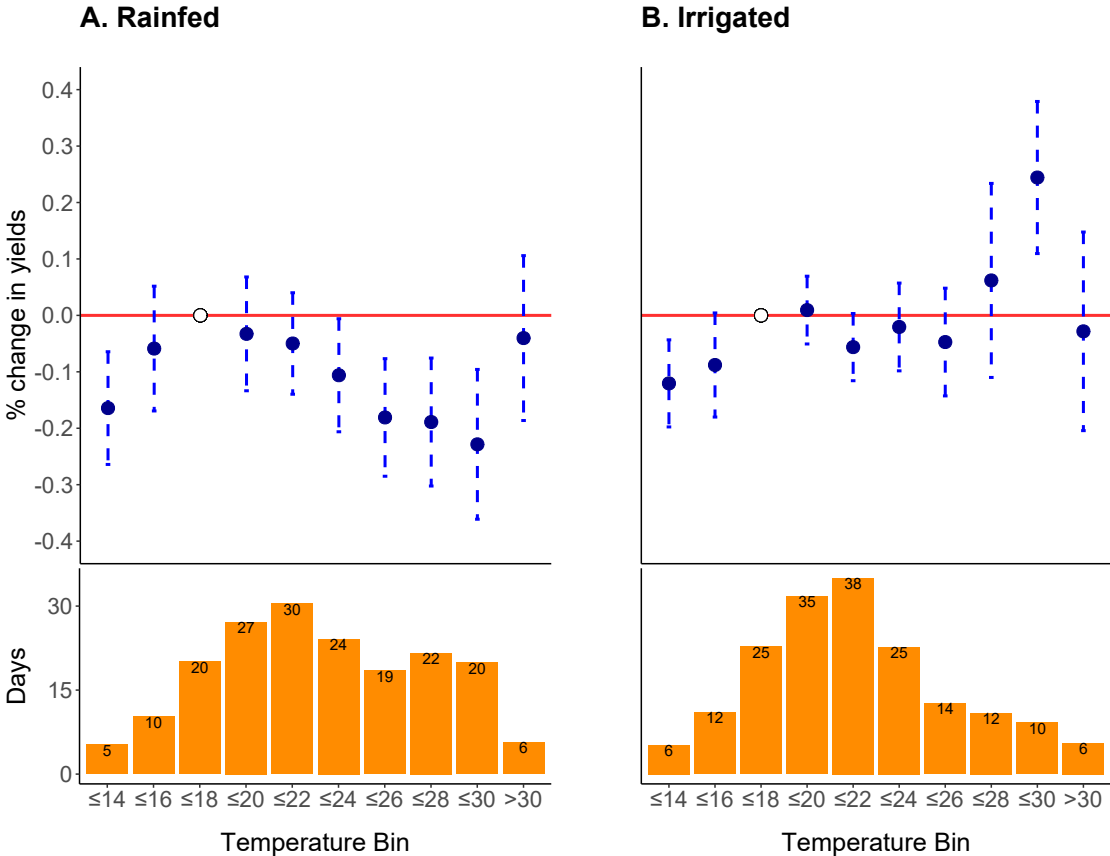 A. Rainfed
B. Irrigated
% change in yields
0.4
0.3
0.2
0.1
0.0
-0.1
-0.2
-0.3
-0.4
Days
30
15
0
5 10 20 27 30 24 19 22 20 6
6 12 25 35 38 25 14 12 10 6
≤14 ≤16 ≤18 ≤20 ≤22 ≤24 ≤26 ≤28 ≤30 >30
≤14 ≤16 ≤18 ≤20 ≤22 ≤24 ≤26 ≤28 ≤30 >30
Temperature Bin
Temperature Bin